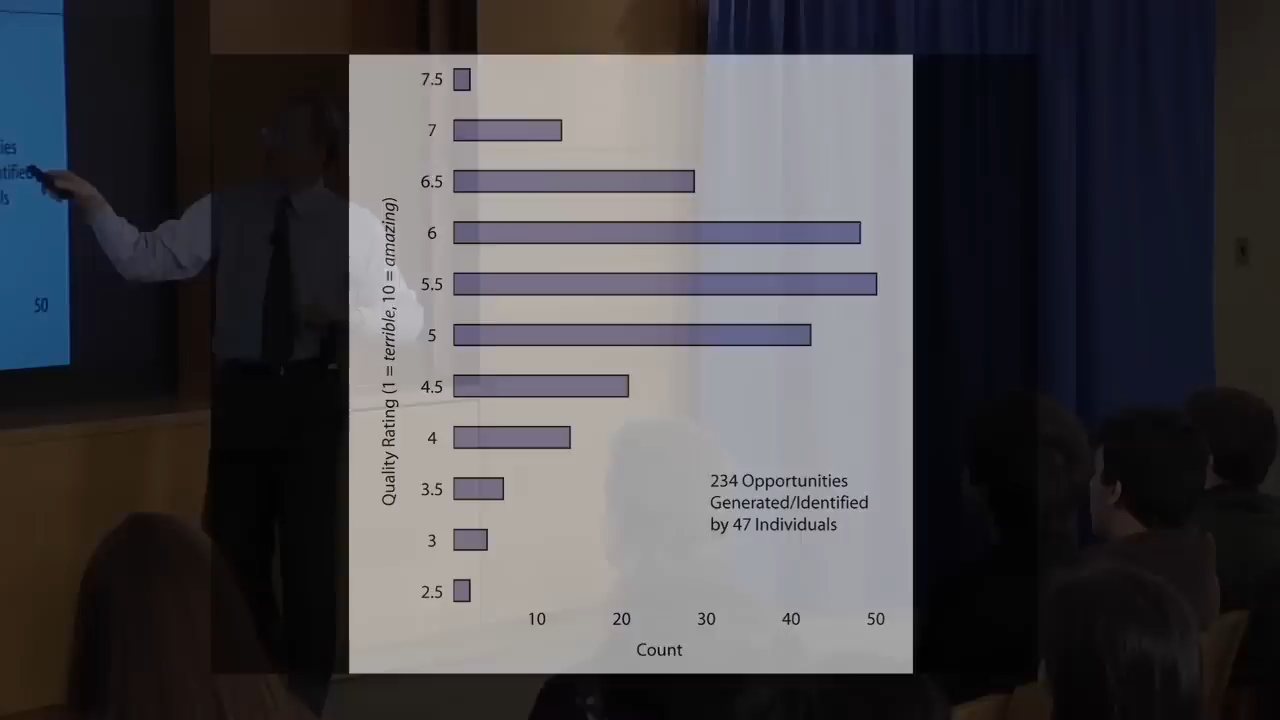 7.5
7
6.5
6
5.5
5
4.5
4
3.5
3
2.5
Quality Rating (1 = terrible, 10 = amazing)
234 Opportunities
Generated/Identified
by 47 Individuals
10 20 30 40 50
Count
50